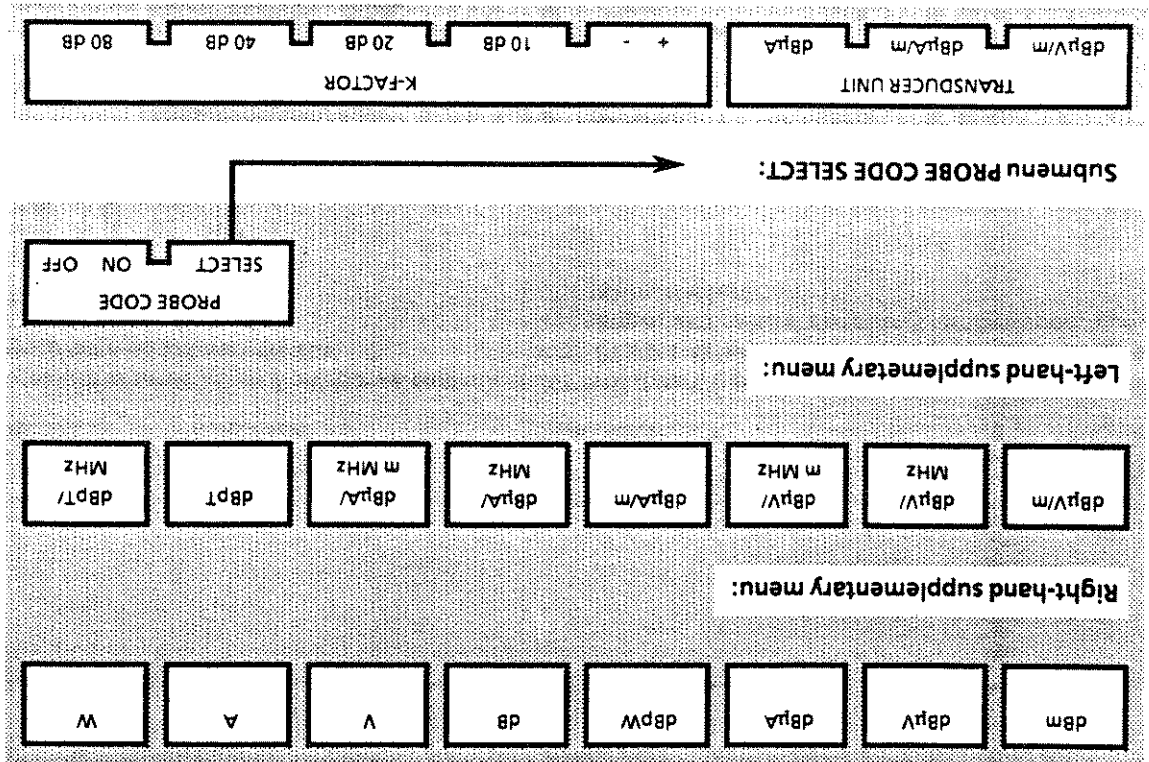 dBm dBµV dBµA dBpW dB V A W
Right-hand supplementary menu:
dBµV/m
dBµV/
MHz
dBµV/
m MHz
dBµA/m
dBµA/
MHz
dBµA/
m MHz
dBpT
dBpT/
MHz
Left-hand supplemetary menu:
PROBE CODE
SELECT ON OFF
Submenu PROBE CODE SELECT:
TRANSDUCER UNIT
dBµV/m dBµA/m dBµA
K-FACTOR
+ - 10 dB 20 dB 40 dB 80 dB